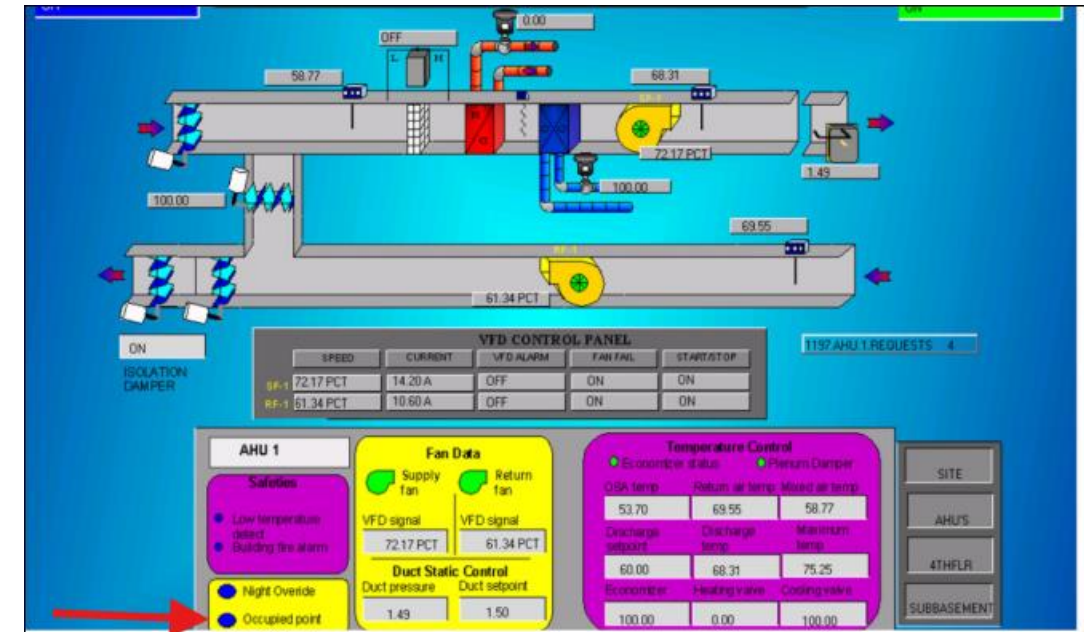 ON
0.00
OFF
L H
58.77
68.31
SF-1
72.17 PCT
1.49
100.00
100.00
69.55
RF-1
61.34 PCT
ON
ISOLATION
DAMPER
VFD CONTROL PANEL
SPEED CURRENT VFD ALARM FAN FAIL START/STOP
SF-1 72.17 PCT 14.20 A OFF ON ON
RF-1 61.34 PCT 10.60 A OFF ON ON
1197.AHU.1.REQUESTS 4
AHU 1
Safeties
Low temperature
detect
Building fire alarm
Night Overide
Occupied point
Fan Data
Supply
fan
Return
fan
VFD signal VFD signal
72.17 PCT 61.34 PCT
Duct Static Control
Duct pressure Duct setpoint
1.49 1.50
Temperature Control
Economizer status Plenum Damper
OSA temp Return air temp Mixed air temp
53.70 69.55 58.77
Discharge
setpoint
Discharge
temp
Maximum
temp
60.00 68.31 75.25
Economizer Heating valve Cooling valve
100.00 0.00 100.00
SITE
AHU'S
4THFLR
SUBBASEMENT